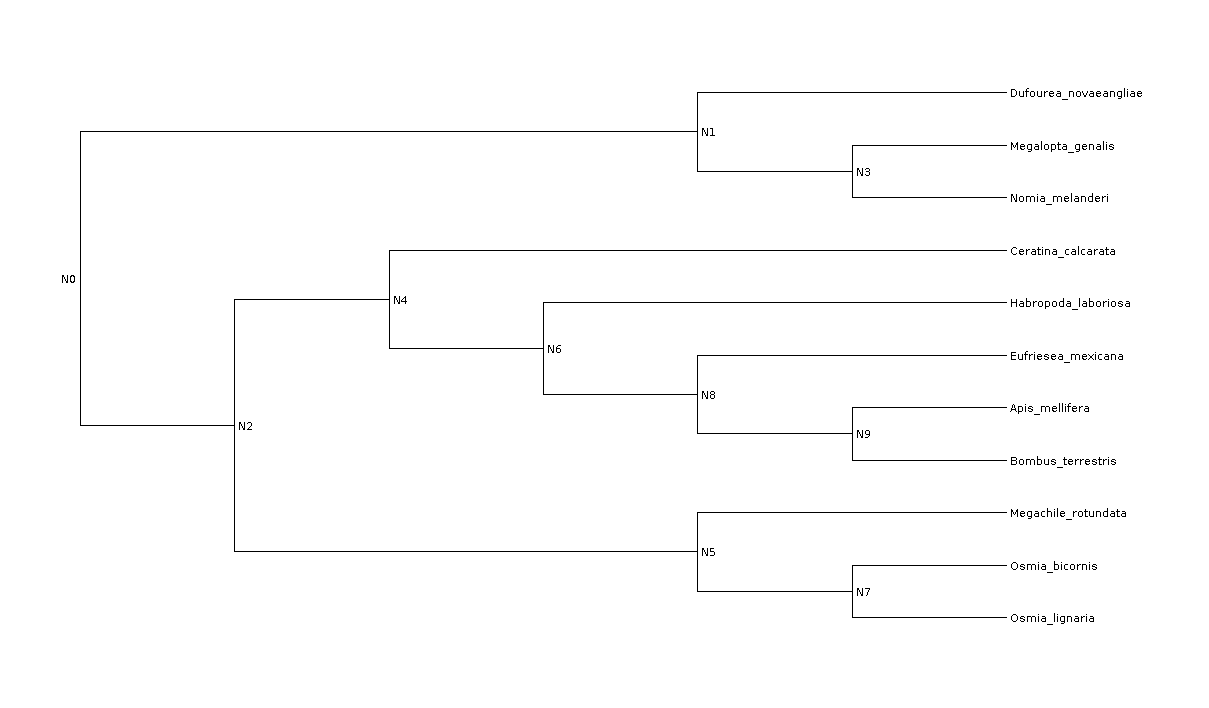 Dufourea_novaeangliae
N1
Megalopta_genalis
N3
Nomia_melanderi
Ceratina_calcarata
N0
N4
Habropoda_laboriosa
N6
Eufriesea_mexicana
N8
Apis_mellifera
N2
N9
Bombus_terrestris
Megachile_rotundata
N5
Osmia_bicornis
N7
Osmia_lignaria